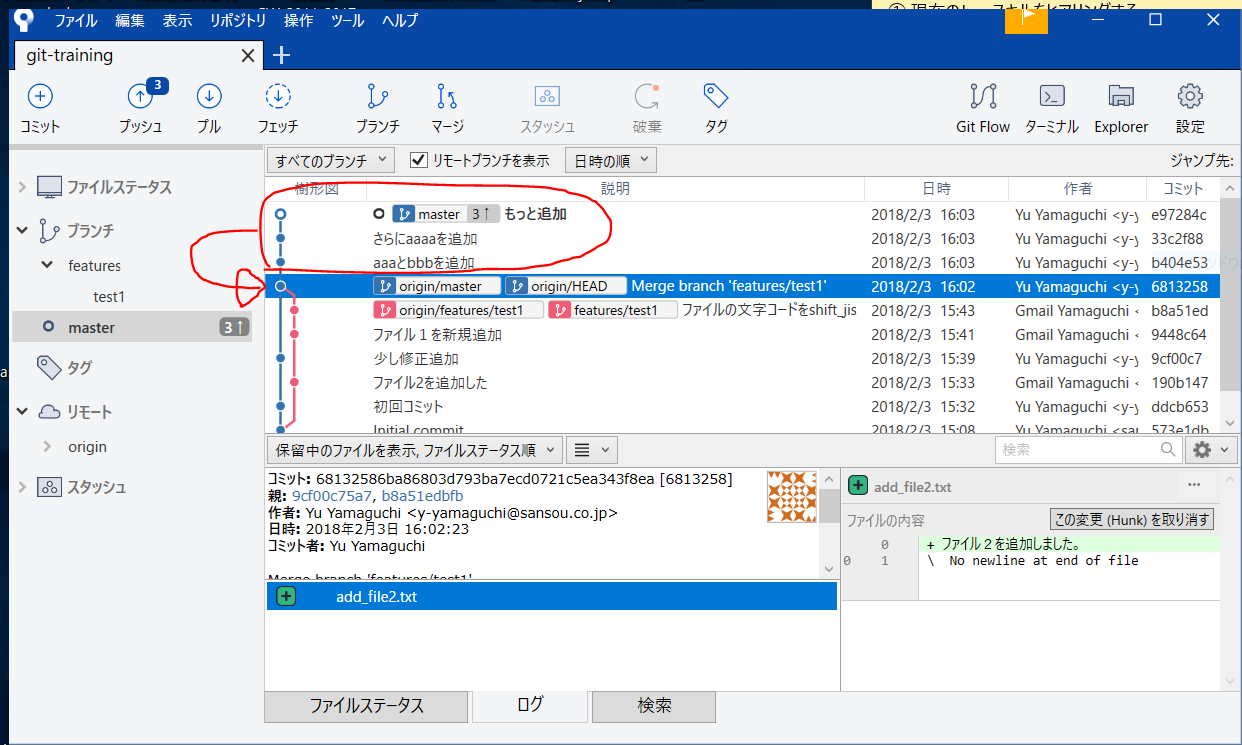 ファイル 編集 表示 リポジトリ 操作 ツール ヘルプ
git-training
3
コミット プッシュ プル フェッチ ブランチ マージ スタッシュ 破棄 タグ Git Flow ターミナル Explorer 設定
すべてのブランチ リモートブランチを表示 日時の順 ジャンプ先:
ファイルステータス
ブランチ
features
test1
master 3↑
タグ
リモート
origin
スタッシュ
樹形図 説明 日時 作者 コミット
master 3↑ もっと追加 2018/2/3 16:03 Yu Yamaguchi <y-y e97284c
さらにaaaaを追加 2018/2/3 16:03 Yu Yamaguchi <y-y 33c2f88
aaaとbbbを追加 2018/2/3 16:03 Yu Yamaguchi <y-y b404e53
origin/master origin/HEAD Merge branch 'features/test1' 2018/2/3 16:02 Yu Yamaguchi <y-y 6813258
origin/features/test1 features/test1 ファイルの文字コードをshift_jis 2018/2/3 15:43 Gmail Yamaguchi < b8a51ed
ファイル１を新規追加 2018/2/3 15:41 Gmail Yamaguchi < 9448c64
少し修正追加 2018/2/3 15:39 Yu Yamaguchi <y-y 9cf00c7
ファイル2を追加した 2018/2/3 15:33 Gmail Yamaguchi < 190b147
初回コミット 2018/2/3 15:32 Yu Yamaguchi <y-y ddcb653
Initial commit 2018/2/3 15:08 Yu Yamaguchi <sar 573e1db
保留中のファイルを表示, ファイルステータス順 検索
コミット: 68132586ba86803d793ba7ecd0721c5ea343f8ea [6813258]
親: 9cf00c75a7, b8a51edbfb
作者: Yu Yamaguchi <y-yamaguchi@sansou.co.jp>
日時: 2018年2月3日 16:02:23
コミット者: Yu Yamaguchi
Merge branch 'features/test1'
add_file2.txt
add_file2.txt ...
ファイルの内容 この変更 (Hunk) を取り消す
0 + ファイル２を追加しました。
0 1 \ No newline at end of file
ファイルステータス ログ 検索